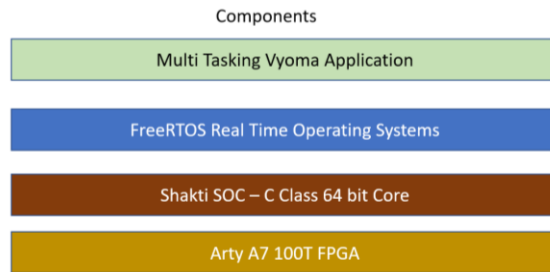 Components
Multi Tasking Vyoma Application
FreeRTOS Real Time Operating Systems
Shakti SOC – C Class 64 bit Core
Arty A7 100T FPGA